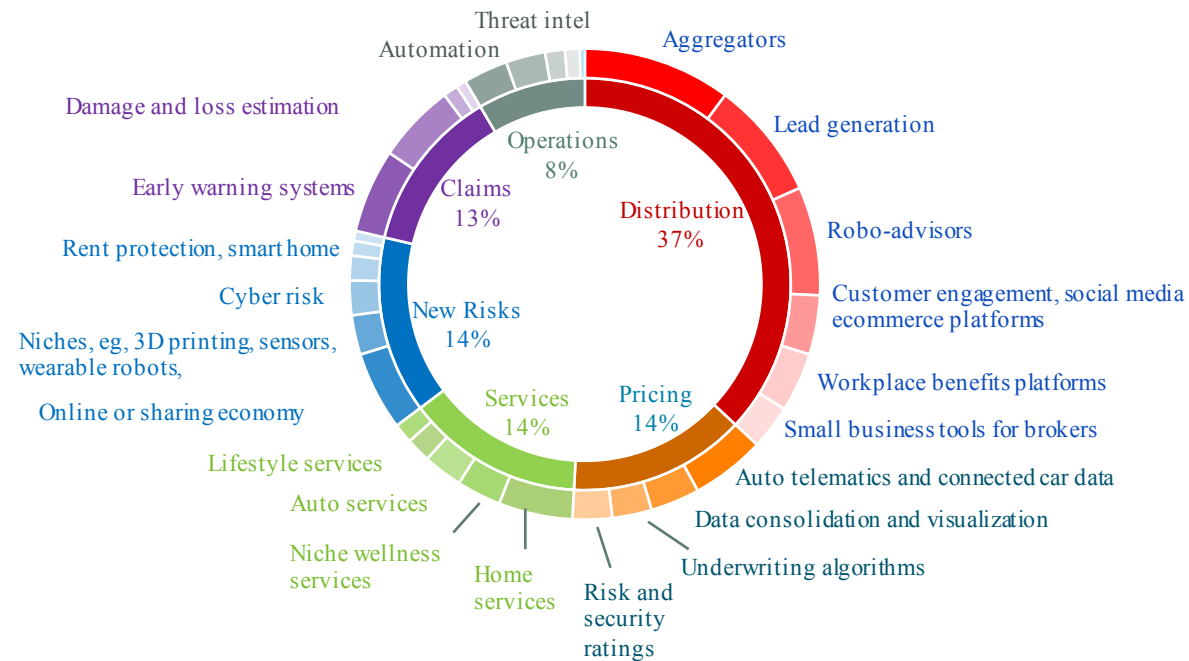 Threat intel
Automation
Aggregators
Damage and loss estimation
Lead generation
Operations
8%
Early warning systems
Claims
13%
Distribution
37%
Robo-advisors
Rent protection, smart home
Cyber risk
Customer engagement, social media
ecommerce platforms
New Risks
14%
Niches, eg, 3D printing, sensors,
wearable robots,
Workplace benefits platforms
Online or sharing economy
Services
14%
Pricing
14%
Small business tools for brokers
Lifestyle services
Auto telematics and connected car data
Auto services
Data consolidation and visualization
Niche wellness
services
Underwriting algorithms
Home
services
Risk and
security
ratings